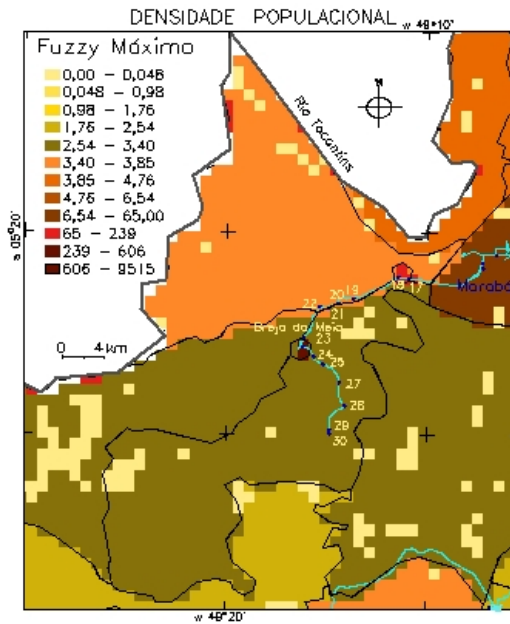 DENSIDADE POPULACIONAL
w 49°10'
Fuzzy Máximo
0,00 - 0,048
0,048 - 0,98
0,98 - 1,76
1,76 - 2,54
2,54 - 3,40
3,40 - 3,85
3,85 - 4,76
4,76 - 6,54
6,54 - 65,00
65 - 239
239 - 606
606 - 9515
N
Rio Tocantins
s 05°20'
18
17
Marabá
19
20
22
21
Brejo do Meio
23
0 4 km
24
25
27
28
29
30
w 49°20'